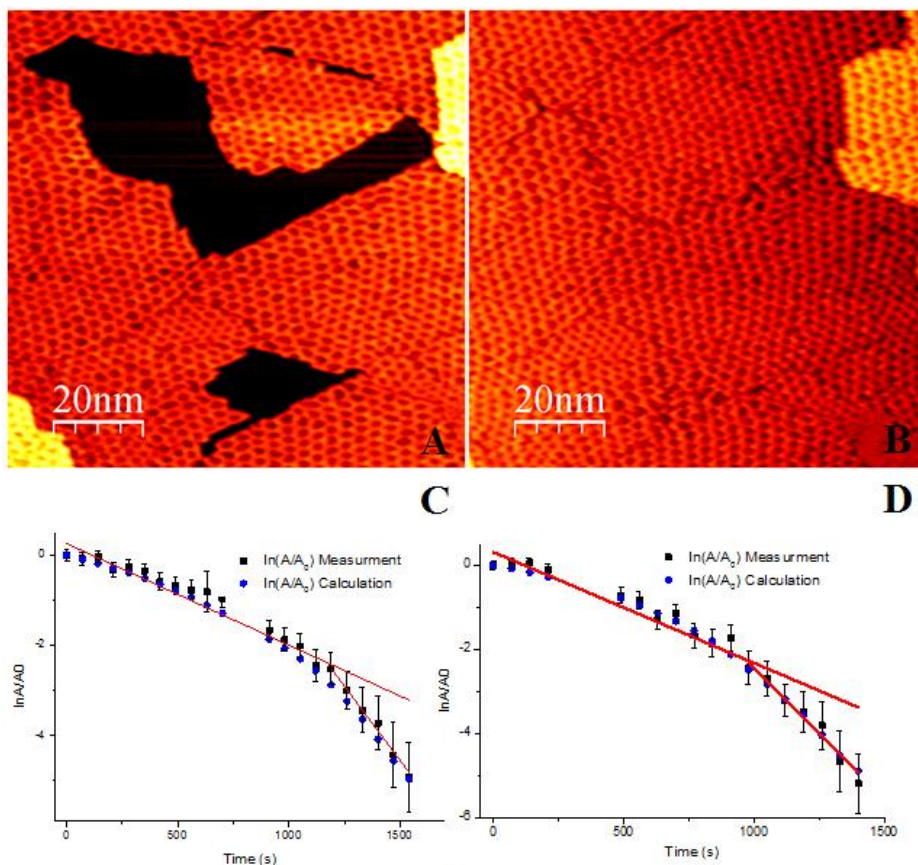 20nm
A
20nm
B
C
D
lnA/A0
0
-2
-4
ln(A/A0) Measurment
ln(A/A0) Calculation
0
500
1000
1500
Time (s)
lnA/A0
0
-2
-4
-6
ln(A/A0) Measurment
ln(A/A0) Calculation
0
500
1000
1500
Time (s)